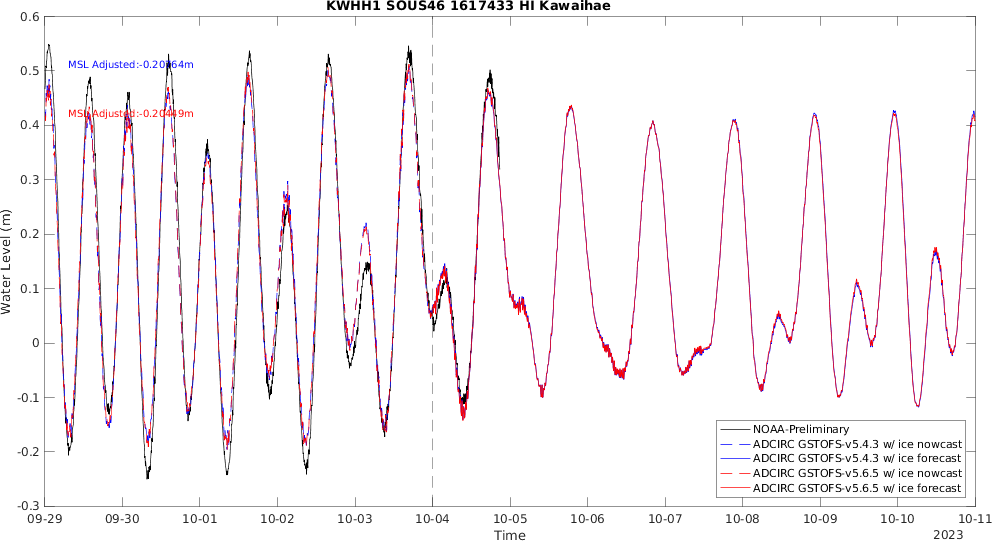 KWHH1 SOUS46 1617433 HI Kawaihae
0.6
0.5
0.4
0.3
0.2
0.1
0
-0.1
-0.2
-0.3
Water Level (m)
MSL Adjusted:-0.20164m
MSL Adjusted:-0.20449m
NOAA-Preliminary
ADCIRC GSTOFS-v5.4.3 w/ ice nowcast
ADCIRC GSTOFS-v5.4.3 w/ ice forecast
ADCIRC GSTOFS-v5.6.5 w/ ice nowcast
ADCIRC GSTOFS-v5.6.5 w/ ice forecast
09-29 09-30 10-01 10-02 10-03 10-04 10-05 10-06 10-07 10-08 10-09 10-10 10-11
Time
2023